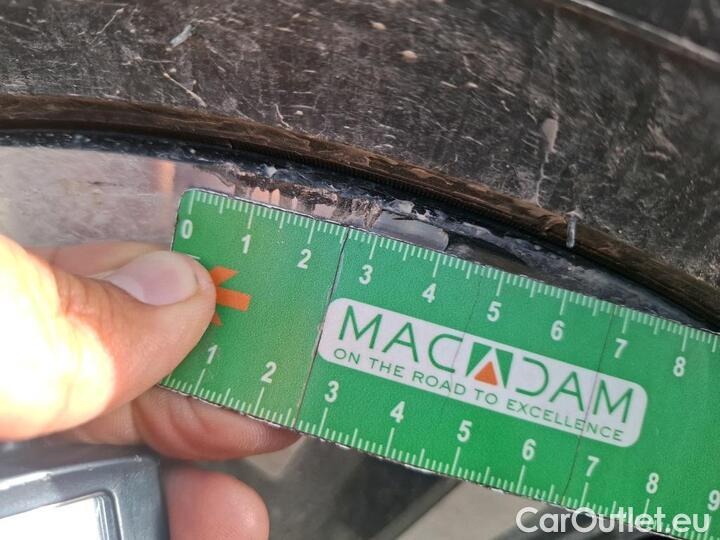 0 1 2 3 4 5 6 7 8
MACADAM
ON THE ROAD TO EXCELLENCE
1 2 3 4 5 6 7 8 9
CarOutlet.eu